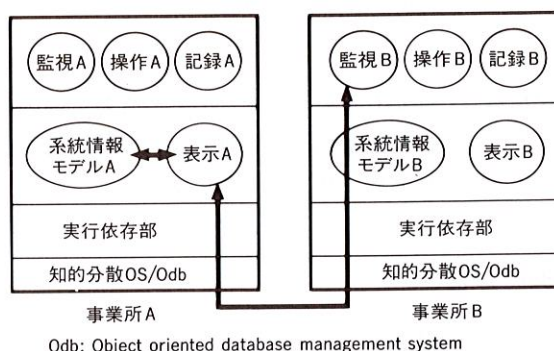 監視A 操作A 記録A
系統情報
モデルA
表示A
実行依存部
知的分散OS/Odb
事業所A
監視B 操作B 記録B
系統情報
モデルB
表示B
実行依存部
知的分散OS/Odb
事業所B
Odb: Object oriented database management system